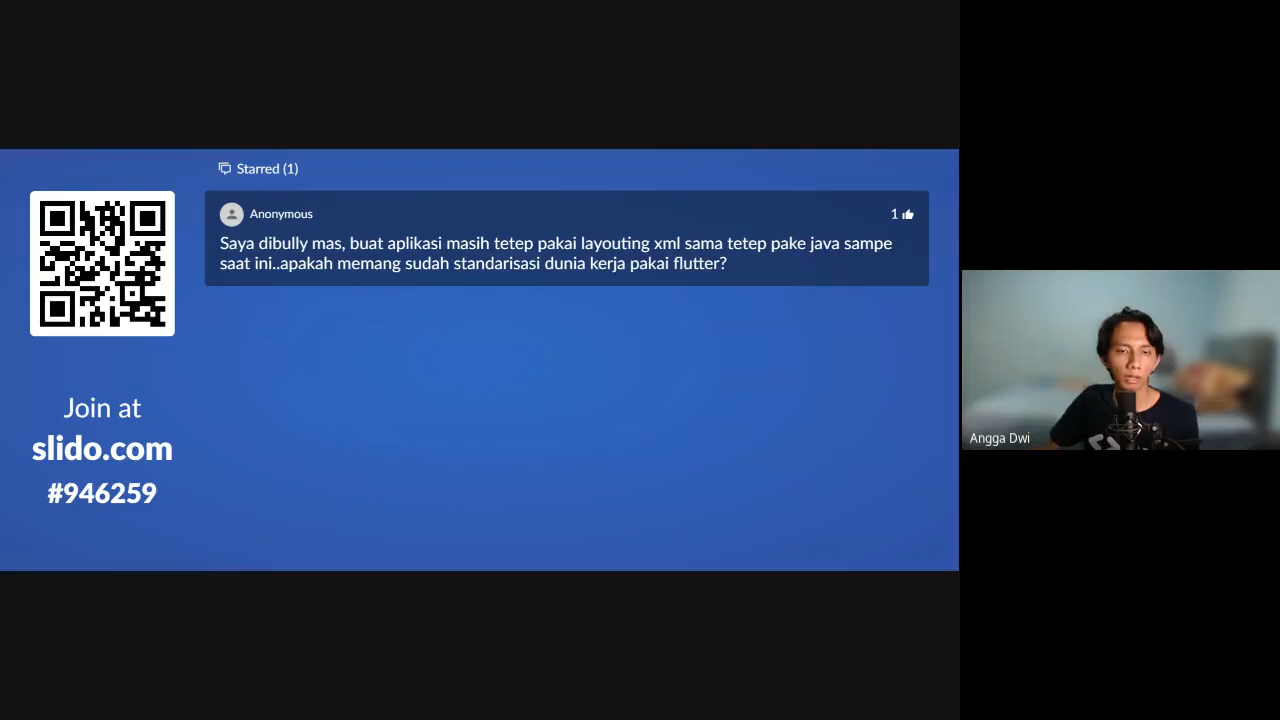 Starred (1)
Anonymous
1
Saya dibully mas, buat aplikasi masih tetep pakai layouting xml sama tetep pake java sampe
saat ini..apakah memang sudah standarisasi dunia kerja pakai flutter?
Join at
slido.com
#946259
Angga Dwi